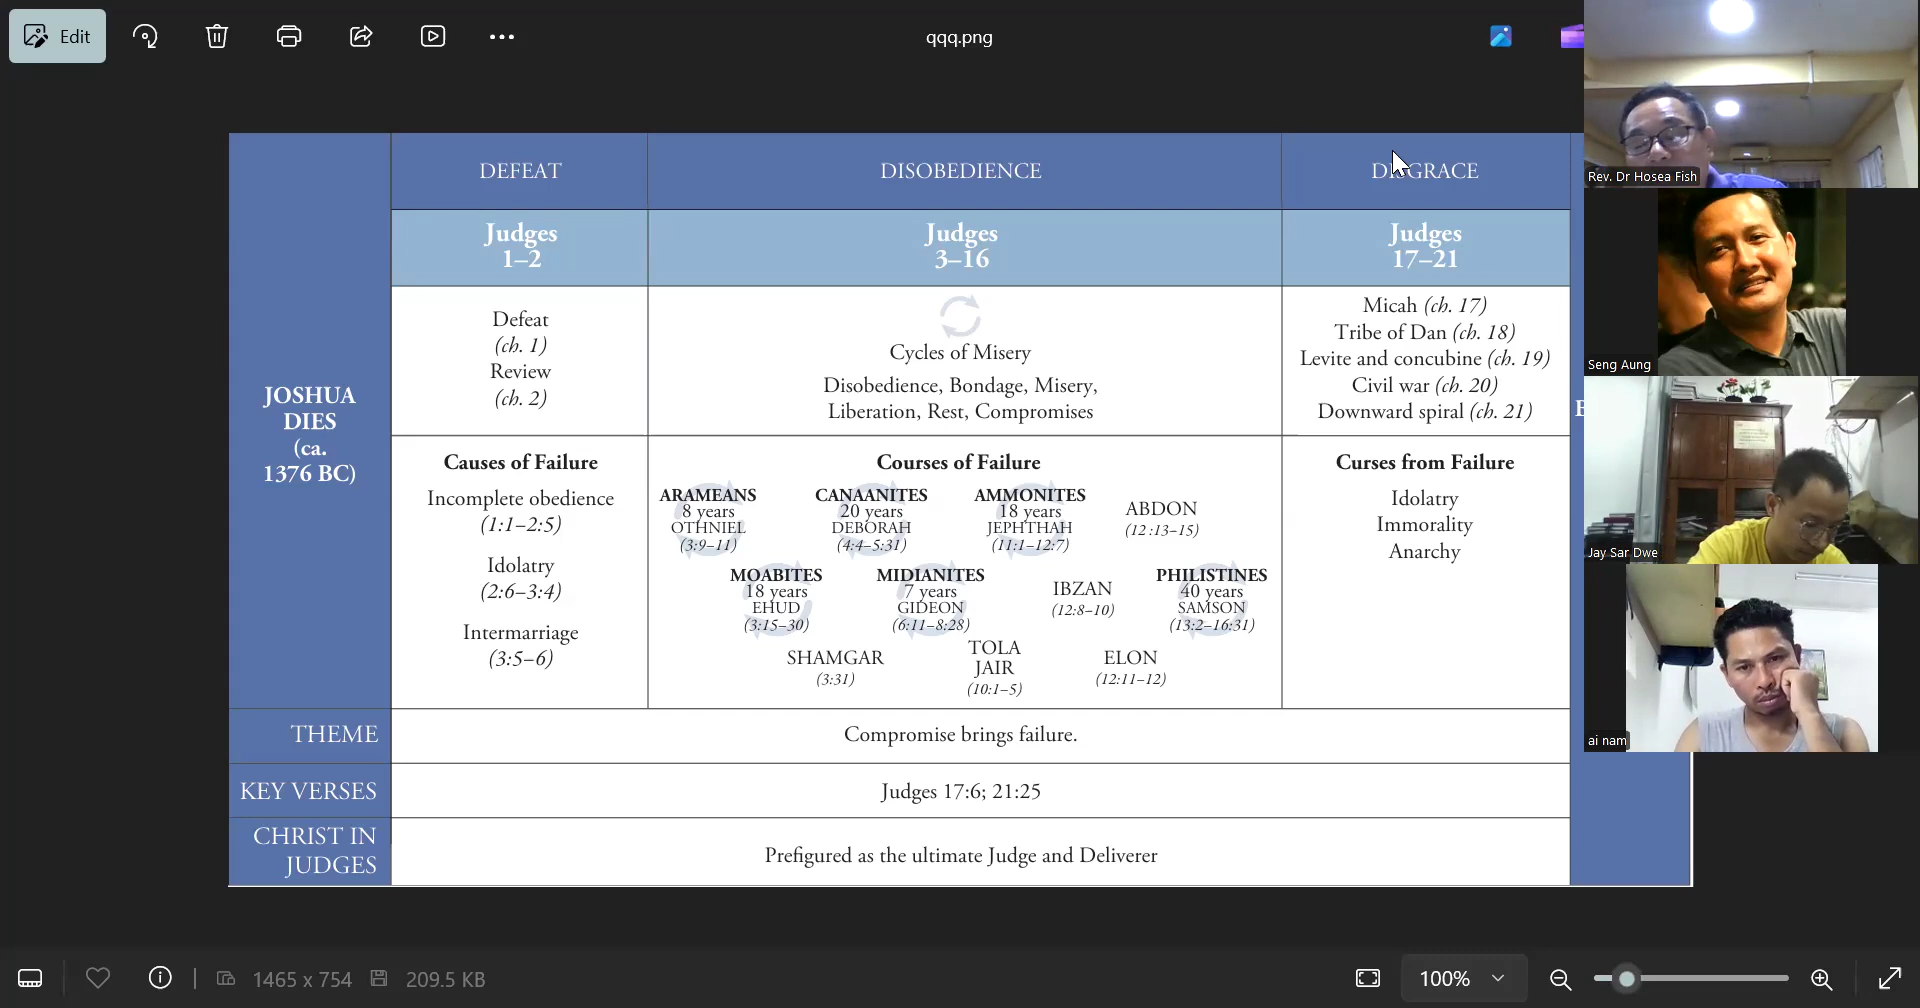 Edit
qqq.png
DEFEAT
DISOBEDIENCE
DISGRACE
Judges
1–2
Judges
3–16
Judges
17–21
JOSHUA
DIES
(ca.
1376 BC)
Defeat
(ch. 1)
Review
(ch. 2)
Cycles of Misery
Disobedience, Bondage, Misery,
Liberation, Rest, Compromises
Micah (ch. 17)
Tribe of Dan (ch. 18)
Levite and concubine (ch. 19)
Civil war (ch. 20)
Downward spiral (ch. 21)
Causes of Failure
Incomplete obedience
(1:1–2:5)
Idolatry
(2:6–3:4)
Intermarriage
(3:5–6)
Courses of Failure
ARAMEANS
8 years
OTHNIEL
(3:9–11)
CANAANITES
20 years
DEBORAH
(4:4–5:31)
AMMONITES
18 years
JEPHTHAH
(11:1–12:7)
ABDON
(12:13–15)
MOABITES
18 years
EHUD
(3:15–30)
MIDIANITES
7 years
GIDEON
(6:11–8:28)
IBZAN
(12:8–10)
PHILISTINES
40 years
SAMSON
(13:2–16:31)
SHAMGAR
(3:31)
TOLA
JAIR
(10:1–5)
ELON
(12:11–12)
Curses from Failure
Idolatry
Immorality
Anarchy
THEME
Compromise brings failure.
KEY VERSES
Judges 17:6; 21:25
CHRIST IN
JUDGES
Prefigured as the ultimate Judge and Deliverer
Rev. Dr Hosea Fish
Seng Aung
Jay Sar Dwe
ai nam
1465 x 754
209.5 KB
100%